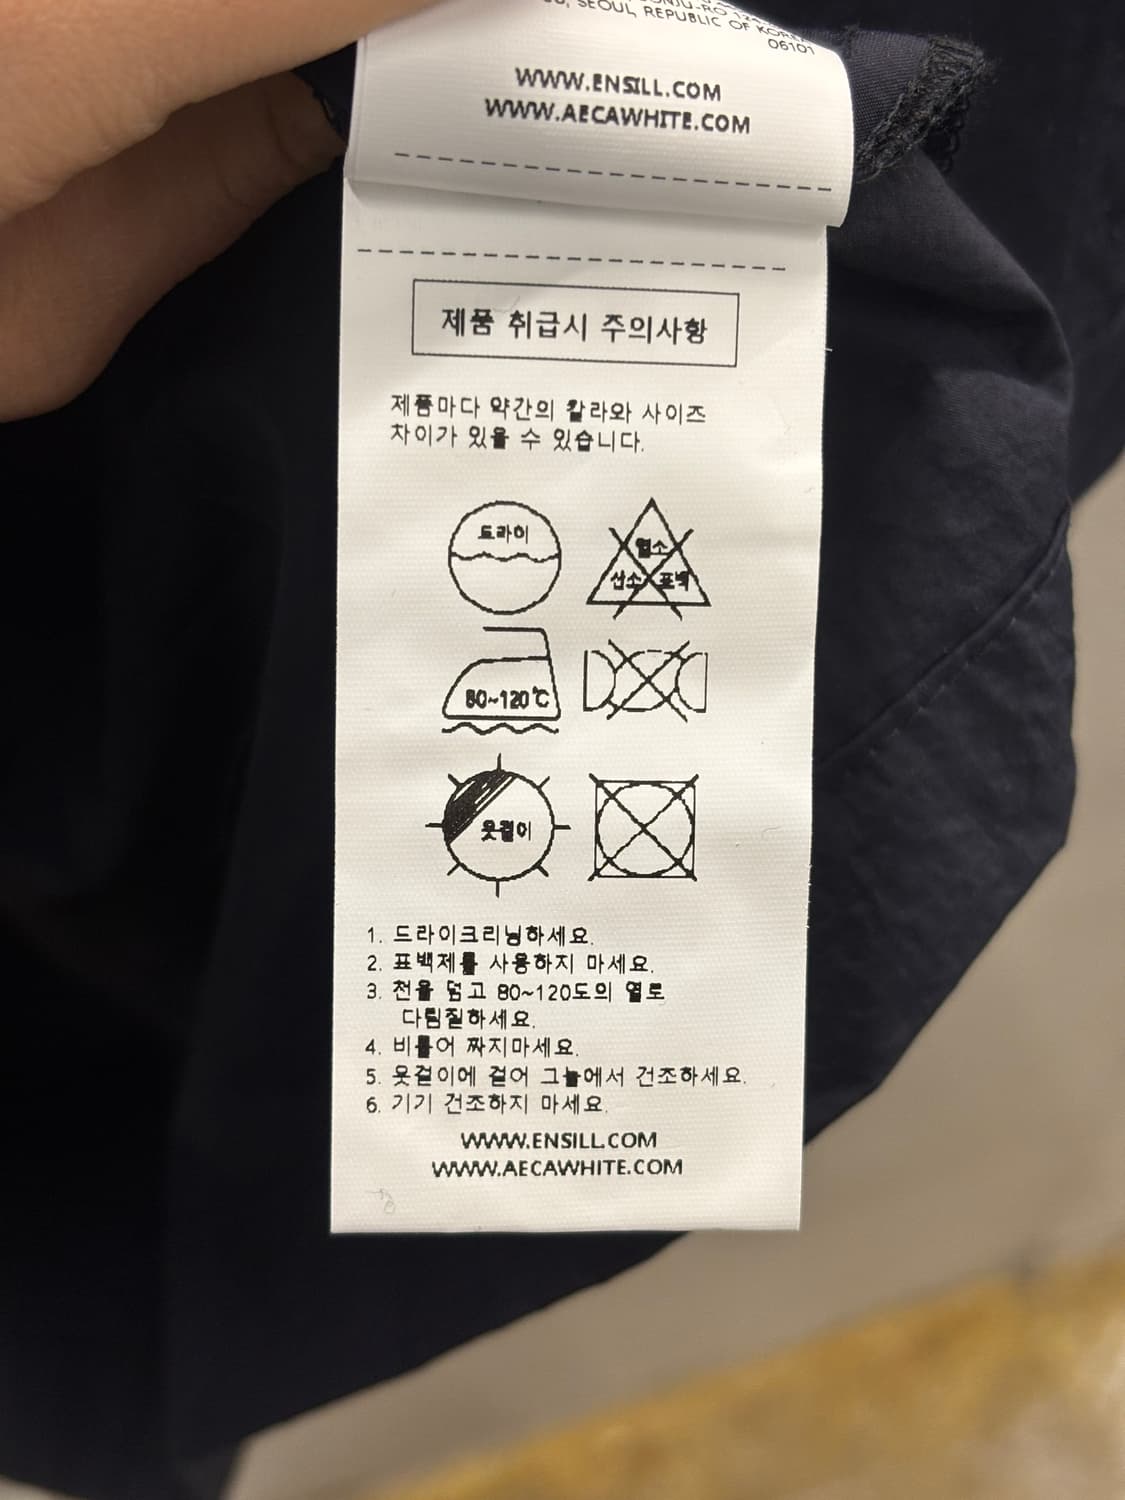 SEOUL, REPUBLIC OF KOREA
06101
WWW.ENSILL.COM
WWW.AECAWHITE.COM
제품 취급시 주의사항
제품마다 약간의 칼라와 사이즈
차이가 있을 수 있습니다.
드라이
염소
산소 표백
80~120℃
옷걸이
1. 드라이크리닝하세요.
2. 표백제를 사용하지 마세요.
3. 천을 덮고 80~120도의 열로
다림질하세요.
4. 비틀어 짜지마세요.
5. 옷걸이에 걸어 그늘에서 건조하세요.
6. 기기 건조하지 마세요.
WWW.ENSILL.COM
WWW.AECAWHITE.COM